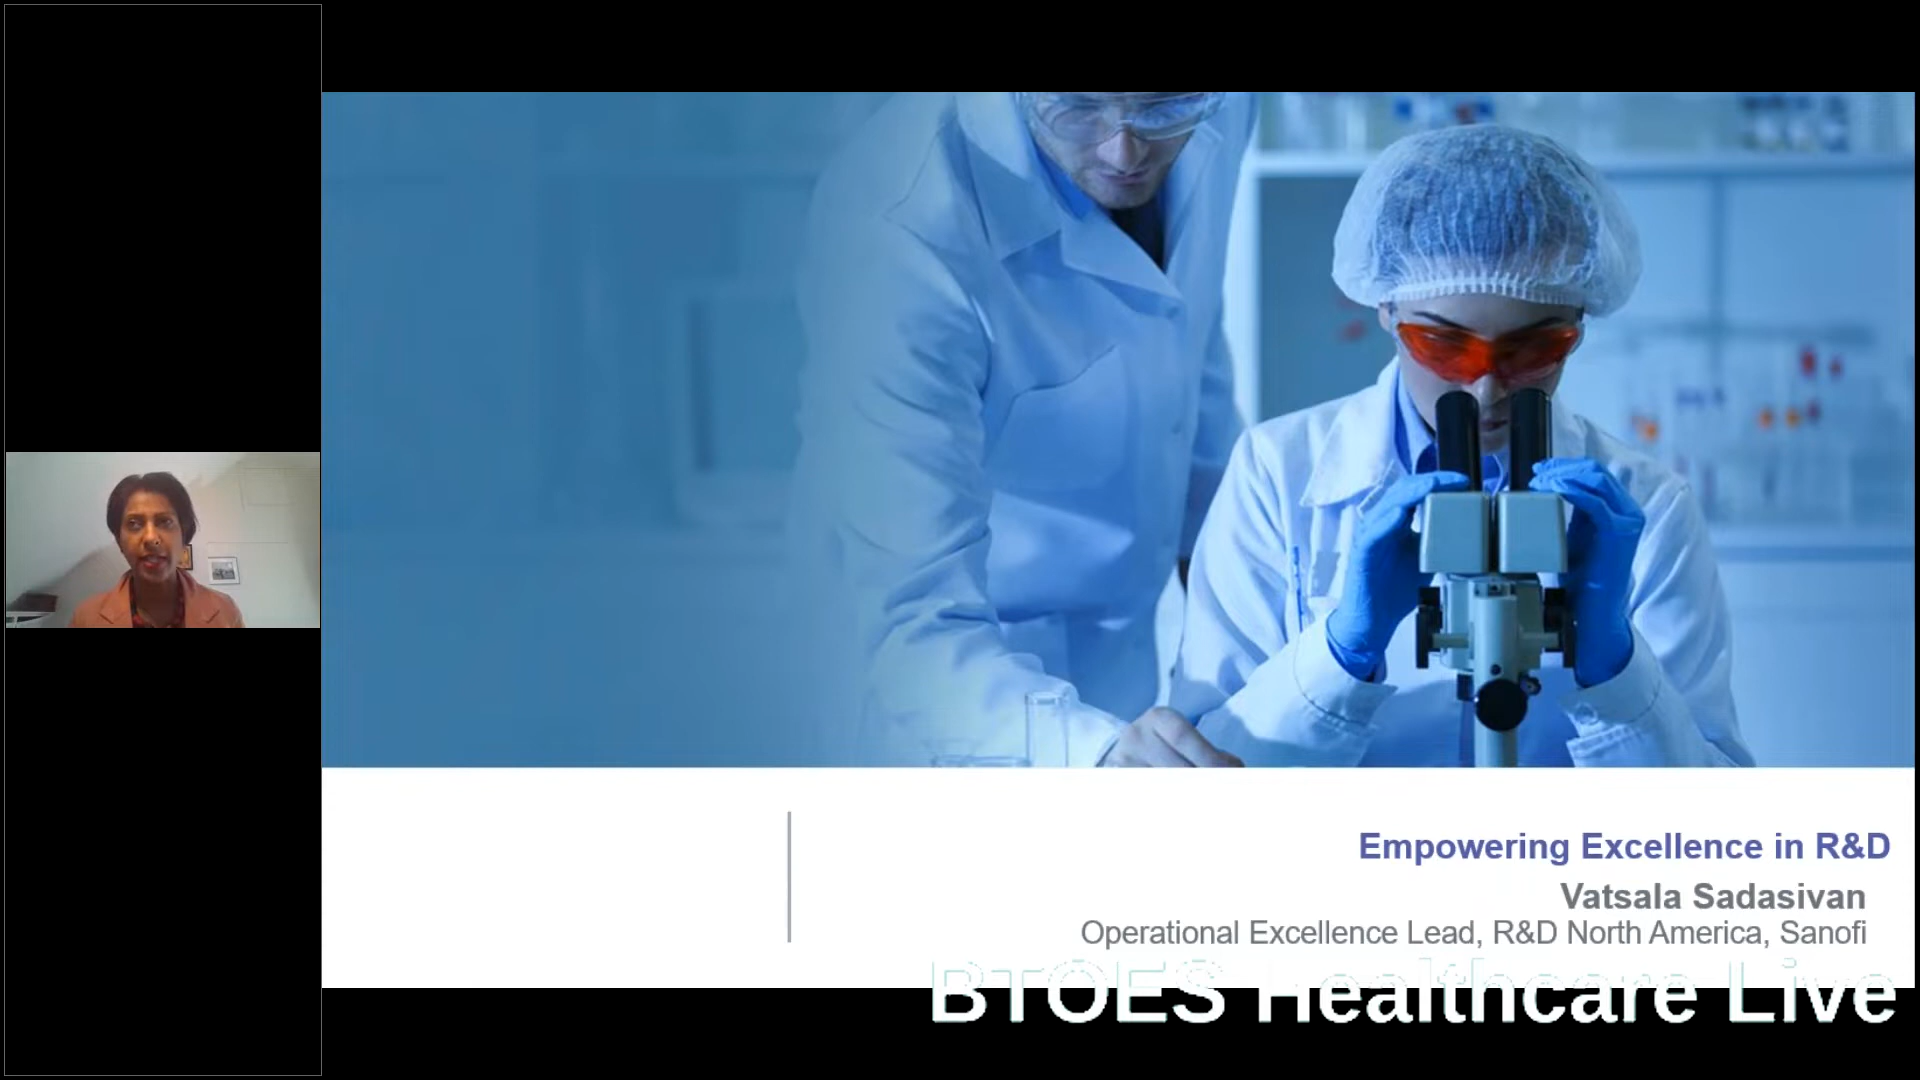 Empowering Excellence in R&D
Vatsala Sadasivan
Operational Excellence Lead, R&D North America, Sanofi
BTOES Healthcare Live